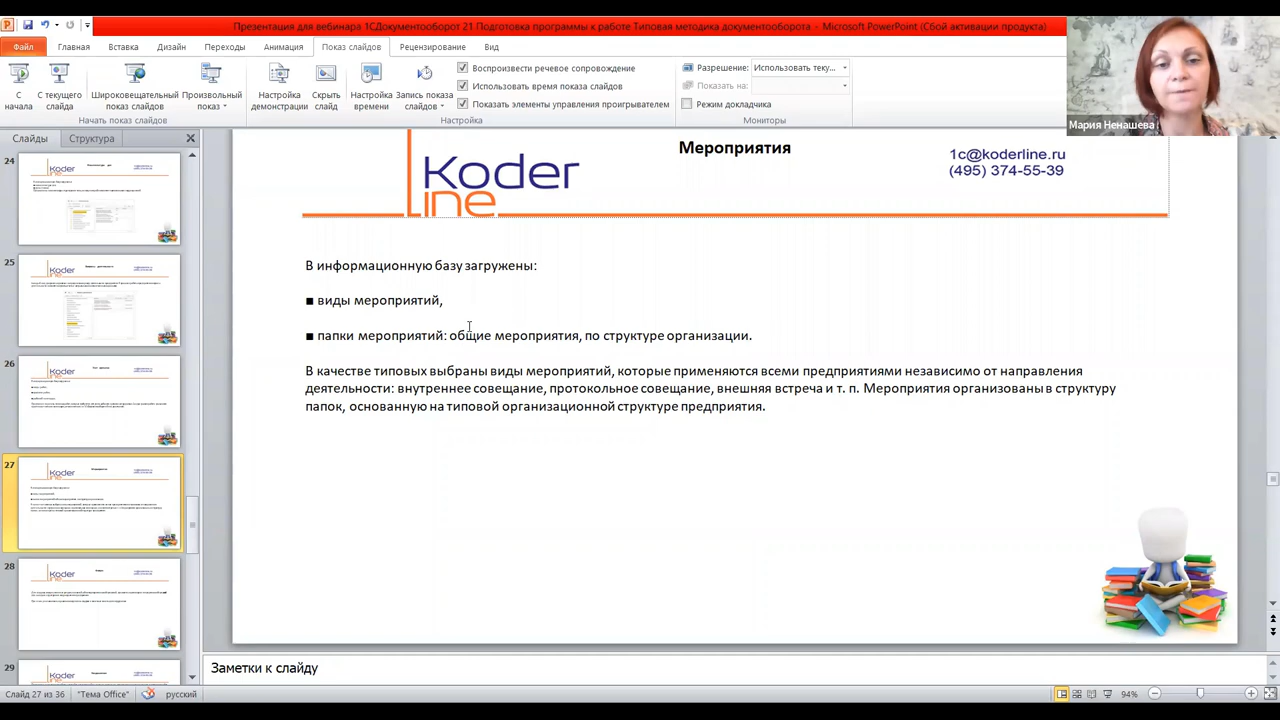 Презентация для вебинара 1СДокументооборот 21 Подготовка программы к работе Типовая методика документооборота. - Microsoft PowerPoint (Сбой активации продукта)
Файл Главная Вставка Дизайн Переходы Анимация Показ слайдов Рецензирование Вид
С начала
С текущего слайда
Широковещательный показ слайдов
Произвольный показ
Начать показ слайдов
Настройка демонстрации
Скрыть слайд
Настройка времени
Запись показа слайдов
Воспроизвести речевое сопровождение
Использовать время показа слайдов
Показать элементы управления проигрывателем
Настройка
Разрешение: Использовать теку...
Показать на:
Режим докладчика
Мониторы
Мария Ненашева
Слайды Структура
24
25
26
27
28
29
Koder
line
Мероприятия
1c@koderline.ru
(495) 374-55-39
В информационную базу загружены:
■ виды мероприятий,
■ папки мероприятий: общие мероприятия, по структуре организации.
В качестве типовых выбраны виды мероприятий, которые применяются всеми предприятиями независимо от направления
деятельности: внутреннее совещание, протокольное совещание, внешняя встреча и т. п. Мероприятия организованы в структуру
папок, основанную на типовой организационной структуре предприятия.
Заметки к слайду
Слайд 27 из 36 "Тема Office" русский 94%